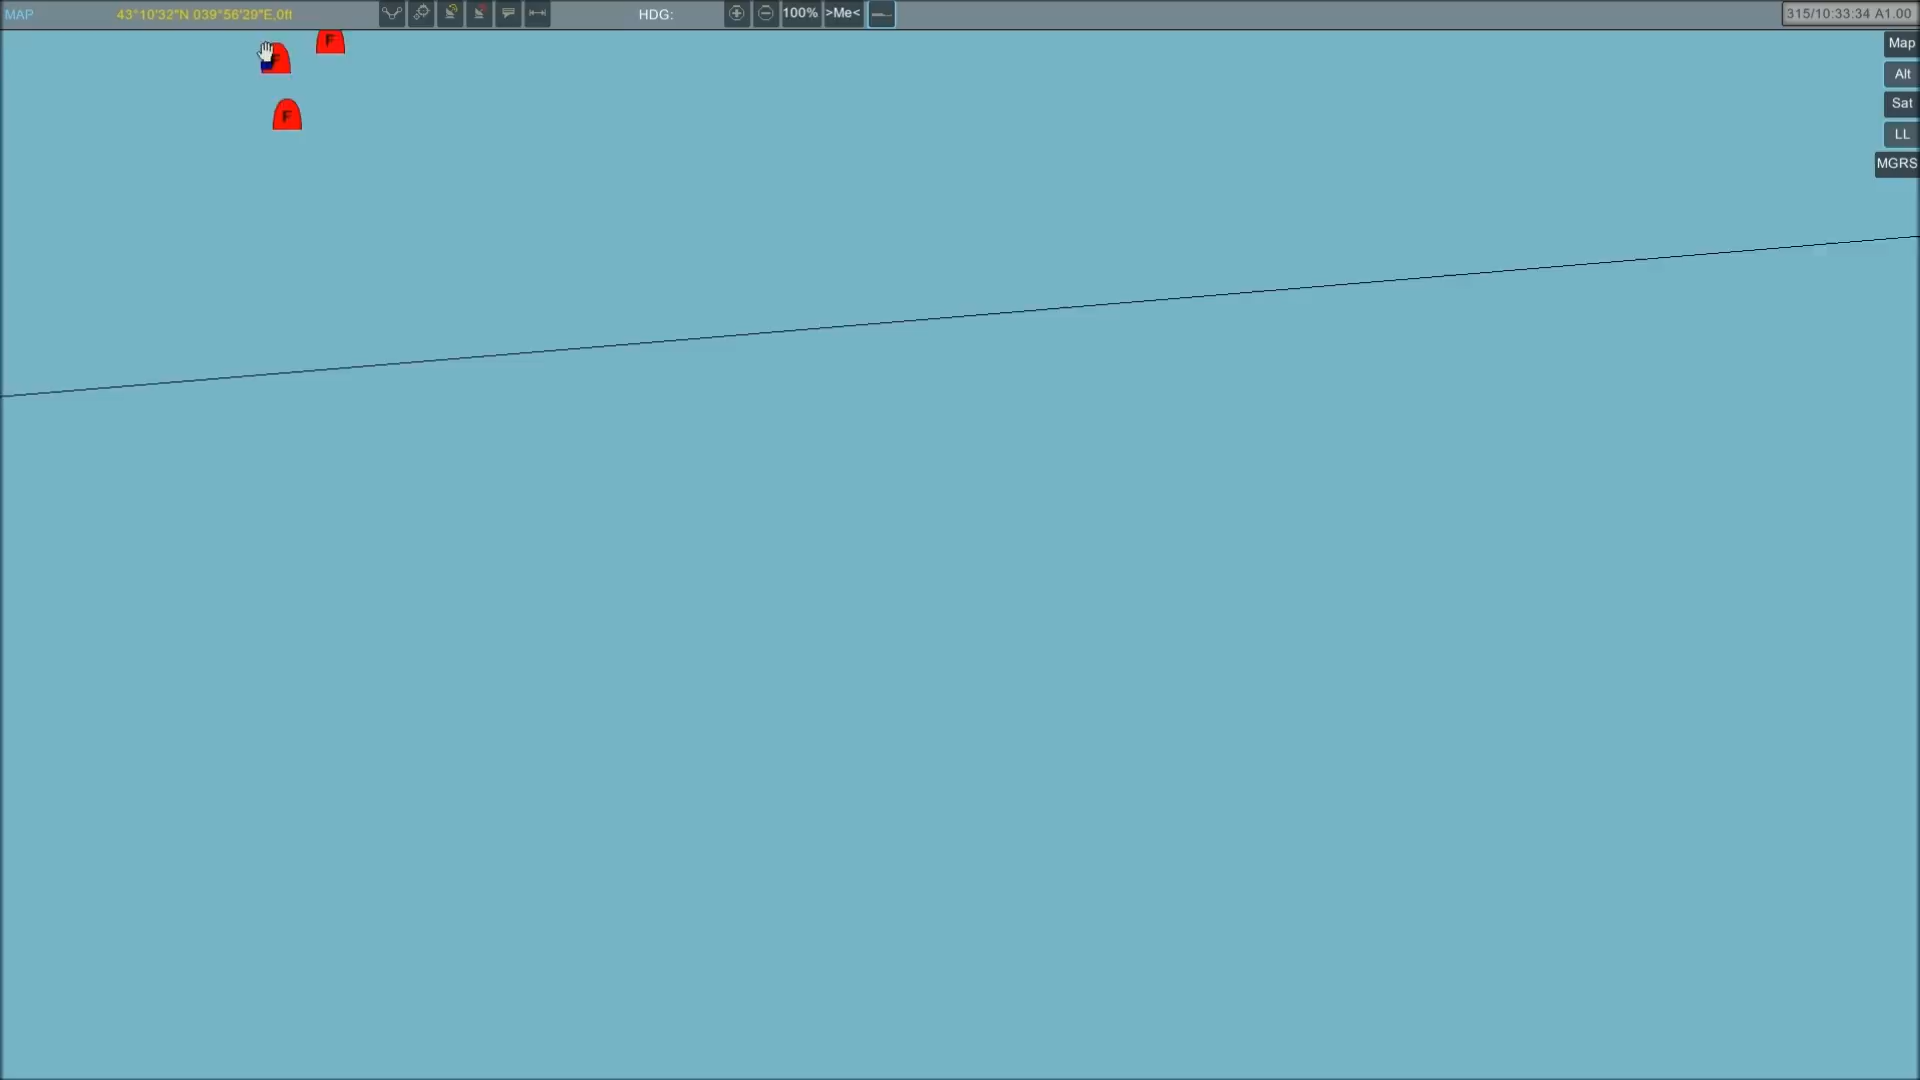 MAP 43°10'32"N 039°56'29"E,0ft HDG: 100% >Me< 315/10:33:34 A1.00
Map
Alt
Sat
LL
MGRS
F
F
F